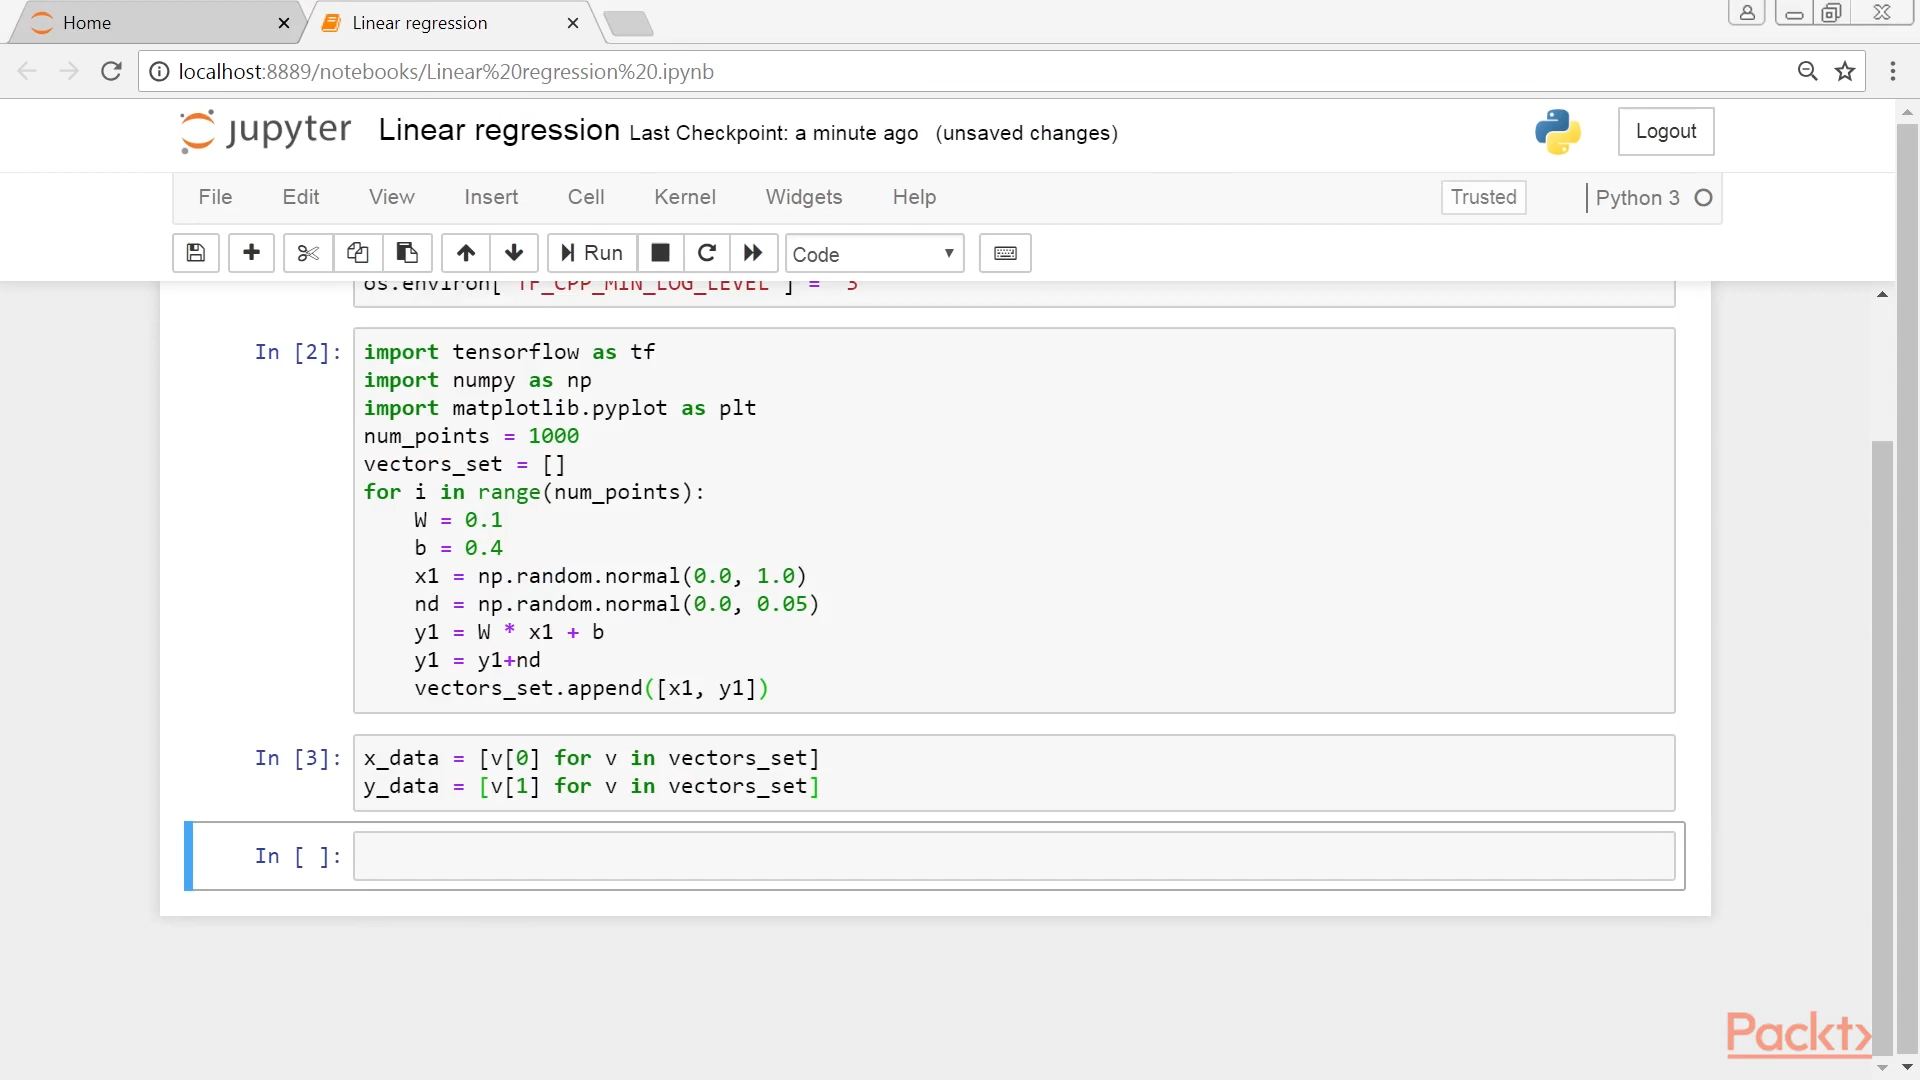 Home
Linear regression
localhost:8889/notebooks/Linear%20regression%20.ipynb
jupyter Linear regression Last Checkpoint: a minute ago (unsaved changes)
Logout
File Edit View Insert Cell Kernel Widgets Help
Trusted
Python 3
Run
Code
os.environ['TF_CPP_MIN_LOG_LEVEL'] = '3'
In [2]:
import tensorflow as tf
import numpy as np
import matplotlib.pyplot as plt
num_points = 1000
vectors_set = []
for i in range(num_points):
    W = 0.1
    b = 0.4
    x1 = np.random.normal(0.0, 1.0)
    nd = np.random.normal(0.0, 0.05)
    y1 = W * x1 + b
    y1 = y1+nd
    vectors_set.append([x1, y1])
In [3]:
x_data = [v[0] for v in vectors_set]
y_data = [v[1] for v in vectors_set]
In [ ]:
Packt